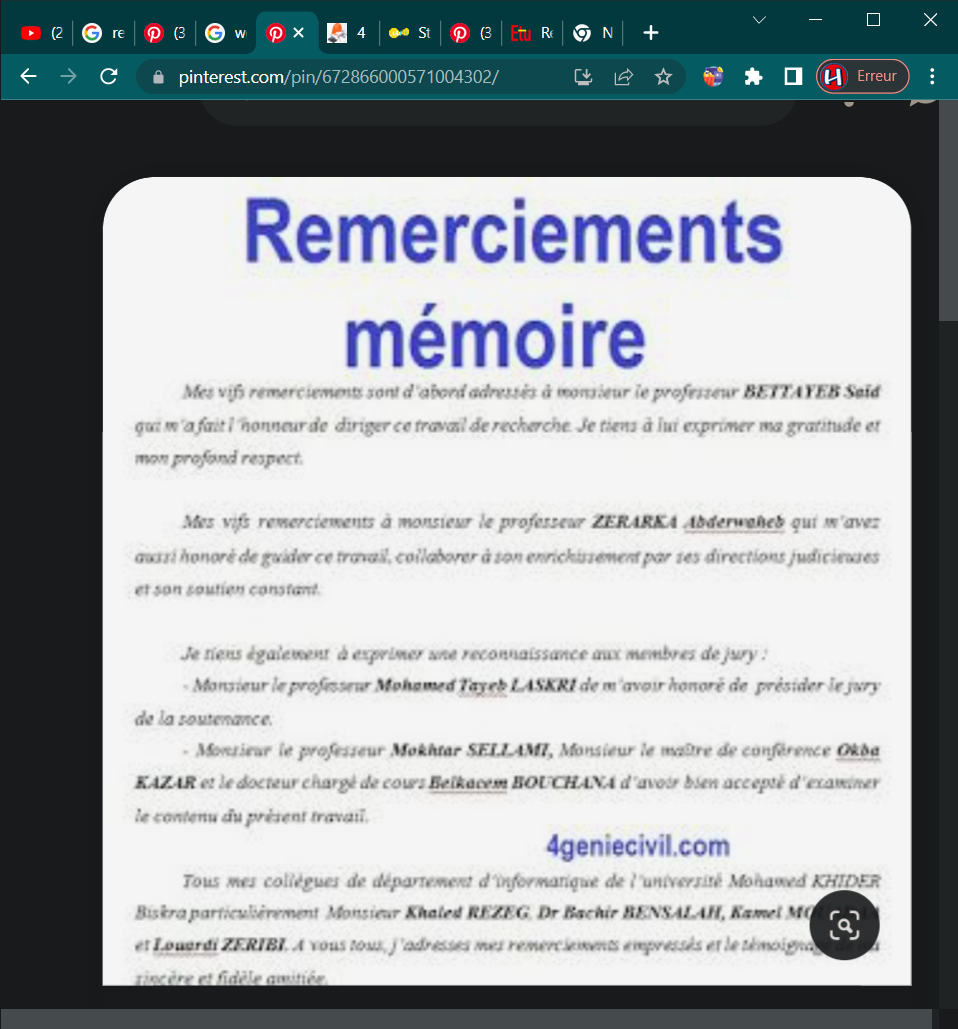 (2
re
(3
w
4
St
(3
Etu
Re
N
pinterest.com/pin/672866000571004302/
Erreur
Remerciements
mémoire
Mes vifs remerciements sont d'abord adressés à monsieur le professeur BETTAYEB Said
qui m'a fait l'honneur de diriger ce travail de recherche. Je tiens à lui exprimer ma gratitude et
mon profond respect.
Mes vifs remerciements à monsieur le professeur ZERARKA Abderwaheb qui m'avez
aussi honoré de guider ce travail, collaborer à son enrichissement par ses directions judicieuses
et son soutien constant.
Je tiens également à exprimer une reconnaissance aux membres de jury :
- Monsieur le professeur Mohamed Tayeb LASKRI de m'avoir honoré de présider le jury
de la soutenance.
- Monsieur le professeur Mokhtar SELLAMI, Monsieur le maître de conférence Okba
KAZAR et le docteur chargé de cours Belkacem BOUCHANA d'avoir bien accepté d'examiner
le contenu du présent travail.
4geniecivil.com
Tous mes collègues de département d'informatique de l'université Mohamed KHIDER
Biskra particulièrement Monsieur Khaled REZEG, Dr Bachir BENSALAH, Kamel
et Louardi ZERIBI. A vous tous, j'adresses mes remerciements empressés et le témoignage de ma
sincère et fidèle amitiée.